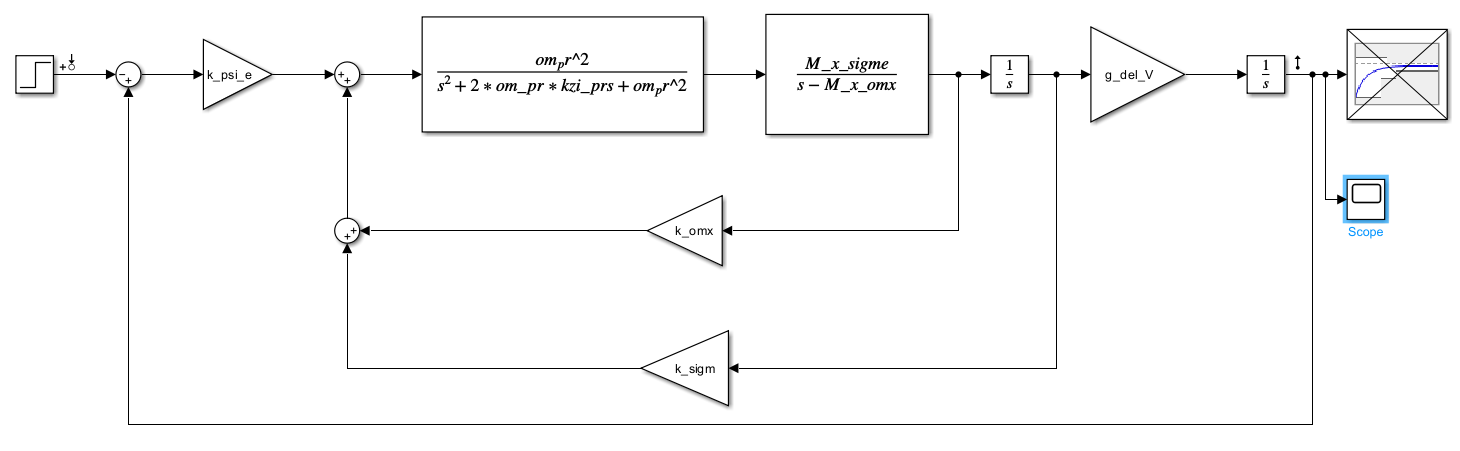 k_psi_e
om_pr^2
s^2 + 2 * om_pr * kzi_prs + om_pr^2
M_x_sigme
s − M_x_omx
1
s
g_del_V
1
s
k_omx
k_sigm
Scope